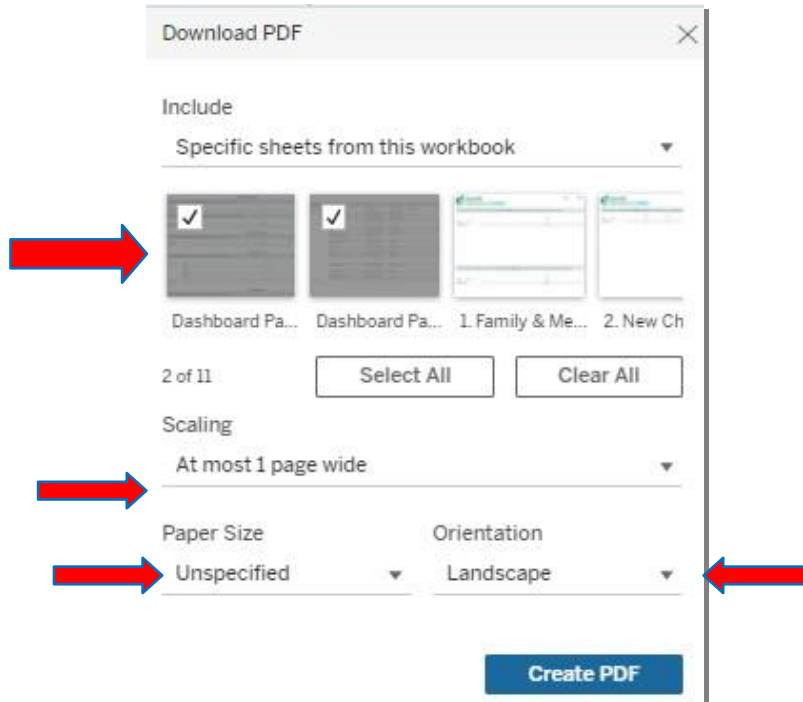 Download PDF
Include
Specific sheets from this workbook
Dashboard Pa... Dashboard Pa... 1. Family & Me... 2. New Ch
2 of 11 Select All Clear All
Scaling
At most 1 page wide
Paper Size Orientation
Unspecified Landscape
Create PDF